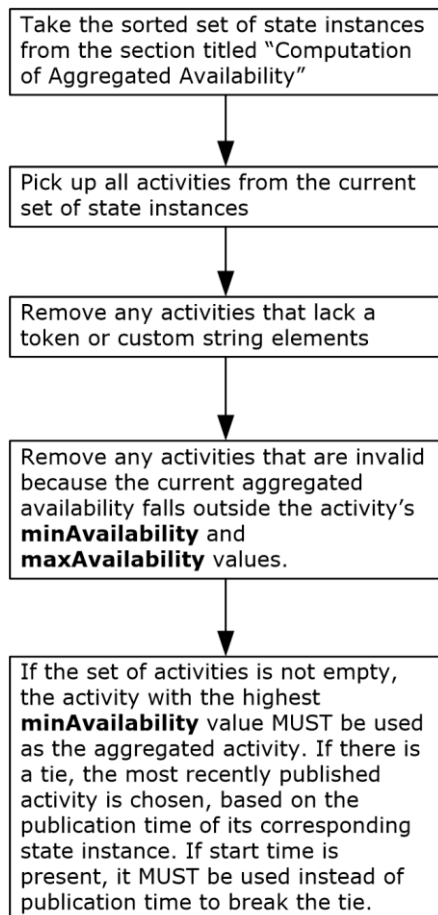 Take the sorted set of state instances
from the section titled “Computation
of Aggregated Availability”
Pick up all activities from the current
set of state instances
Remove any activities that lack a
token or custom string elements
Remove any activities that are invalid
because the current aggregated
availability falls outside the activity’s
minAvailability and
maxAvailability values.
If the set of activities is not empty,
the activity with the highest
minAvailability value MUST be used
as the aggregated activity. If there is
a tie, the most recently published
activity is chosen, based on the
publication time of its corresponding
state instance. If start time is
present, it MUST be used instead of
publication time to break the tie.